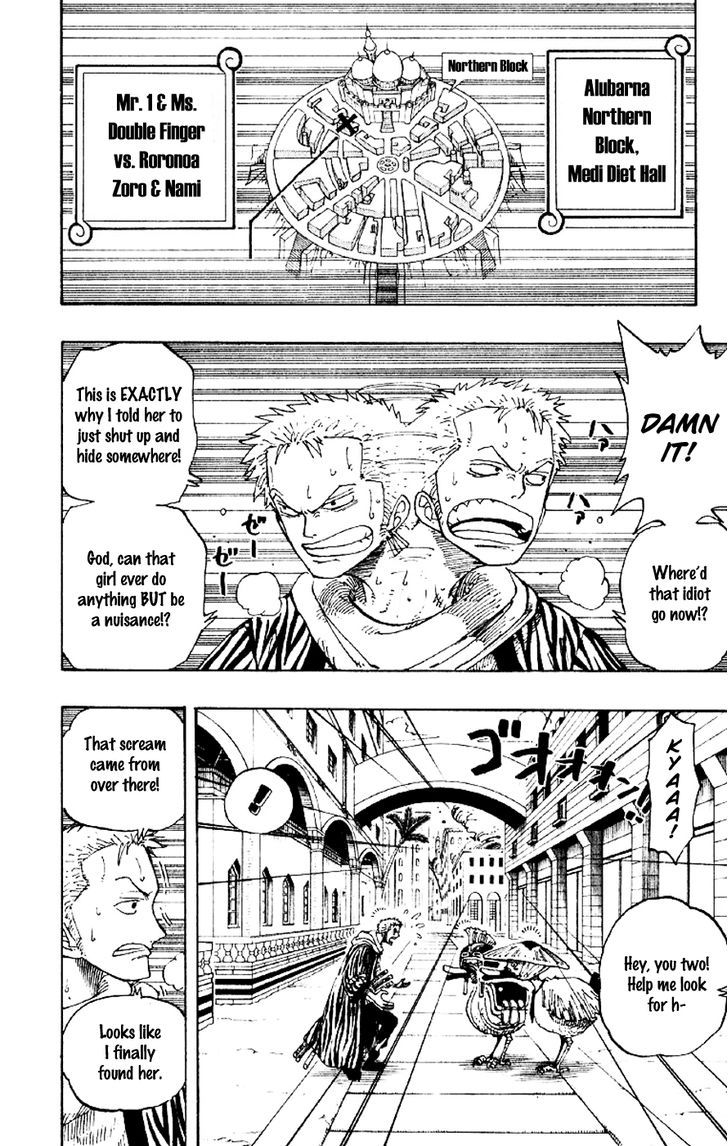 Alubarna
Northern
Block,
Medi Diet Hall
Northern Block
Mr. 1 & Ms.
Double Finger
vs. Roronoa
Zoro & Nami
DAMN
IT!
Where'd
that idiot
go now!?
ハァ
ハァ
This is EXACTLY
why I told her to
just shut up and
hide somewhere!
God, can that
girl ever do
anything BUT be
a nuisance!?
ゼー
ゼー
KYAAA!
Hey, you two!
Help me look
for h-
ゴオオオン!
!
That scream
came from
over there!
Looks like
I finally
found her.